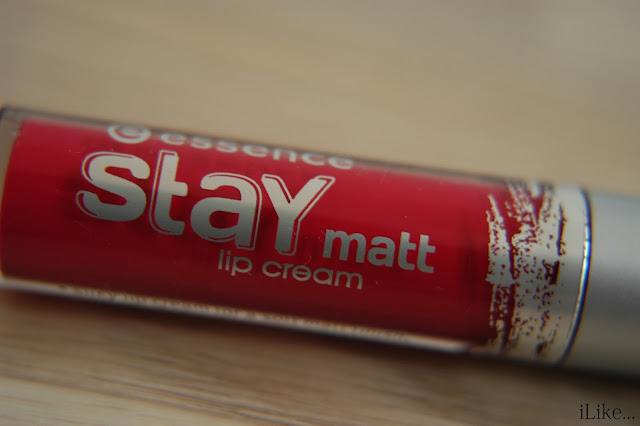 essence
stay matt
lip cream
iLike...